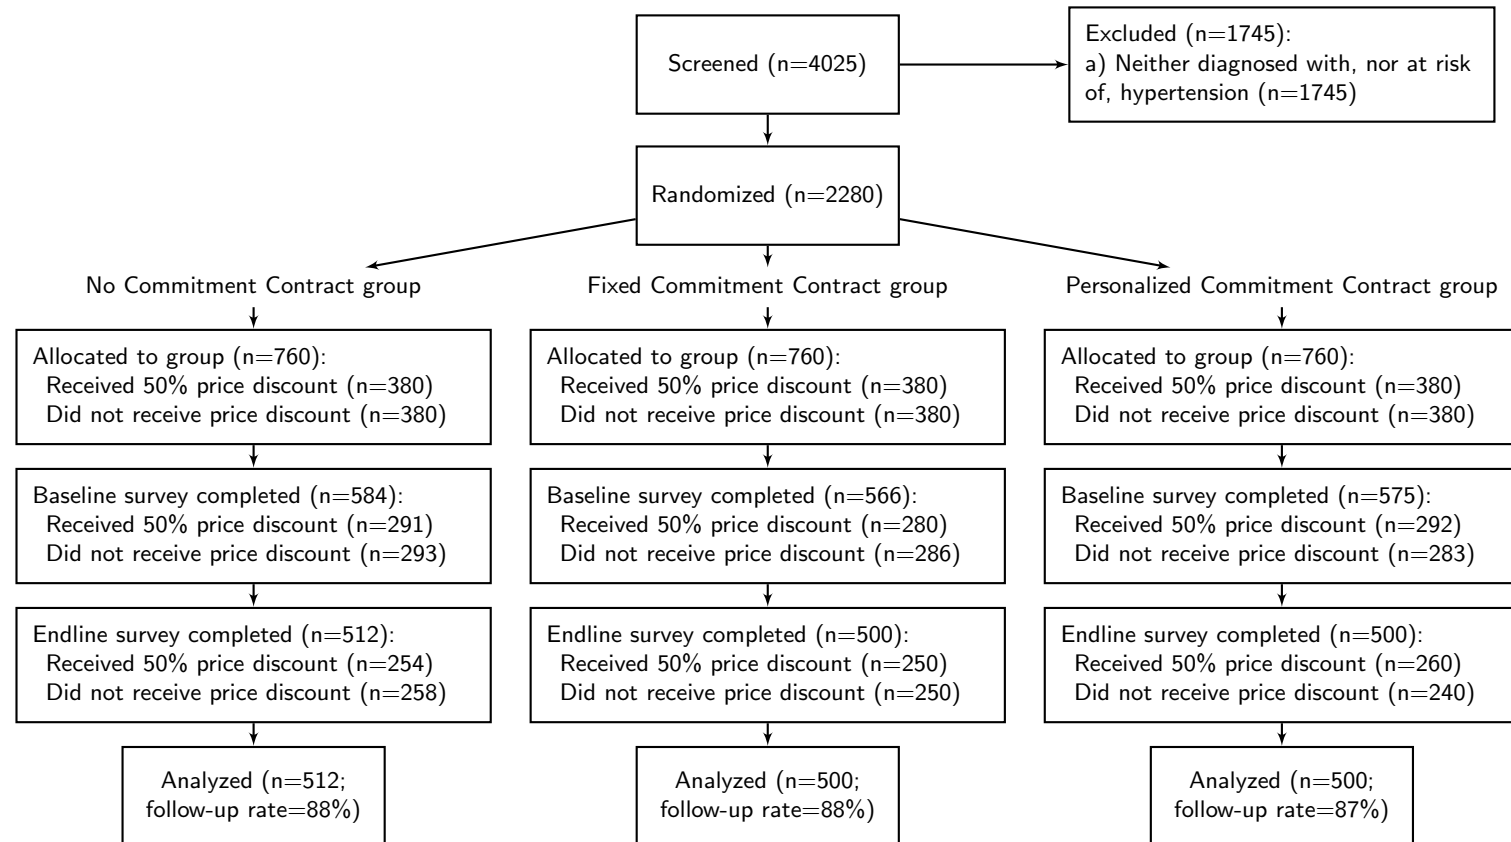 Screened (n=4025)
Excluded (n=1745):
a) Neither diagnosed with, nor at risk
of, hypertension (n=1745)
Randomized (n=2280)
No Commitment Contract group
Fixed Commitment Contract group
Personalized Commitment Contract group
Allocated to group (n=760):
Received 50% price discount (n=380)
Did not receive price discount (n=380)
Allocated to group (n=760):
Received 50% price discount (n=380)
Did not receive price discount (n=380)
Allocated to group (n=760):
Received 50% price discount (n=380)
Did not receive price discount (n=380)
Baseline survey completed (n=584):
Received 50% price discount (n=291)
Did not receive price discount (n=293)
Baseline survey completed (n=566):
Received 50% price discount (n=280)
Did not receive price discount (n=286)
Baseline survey completed (n=575):
Received 50% price discount (n=292)
Did not receive price discount (n=283)
Endline survey completed (n=512):
Received 50% price discount (n=254)
Did not receive price discount (n=258)
Endline survey completed (n=500):
Received 50% price discount (n=250)
Did not receive price discount (n=250)
Endline survey completed (n=500):
Received 50% price discount (n=260)
Did not receive price discount (n=240)
Analyzed (n=512;
follow-up rate=88%)
Analyzed (n=500;
follow-up rate=88%)
Analyzed (n=500;
follow-up rate=87%)